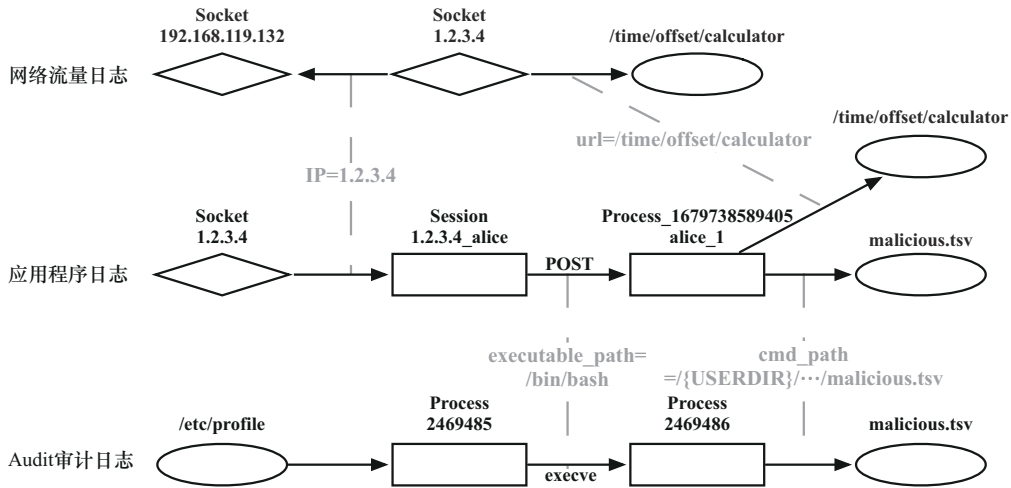 Socket
192.168.119.132
Socket
1.2.3.4
/time/offset/calculator
网络流量日志
/time/offset/calculator
url=/time/offset/calculator
IP=1.2.3.4
Socket
1.2.3.4
Session
1.2.3.4_alice
Process_1679738589405
alice_1
malicious.tsv
应用程序日志
POST
executable_path=
/bin/bash
cmd_path
=/{USERDIR}/···/malicious.tsv
/etc/profile
Process
2469485
Process
2469486
malicious.tsv
Audit审计日志
execve